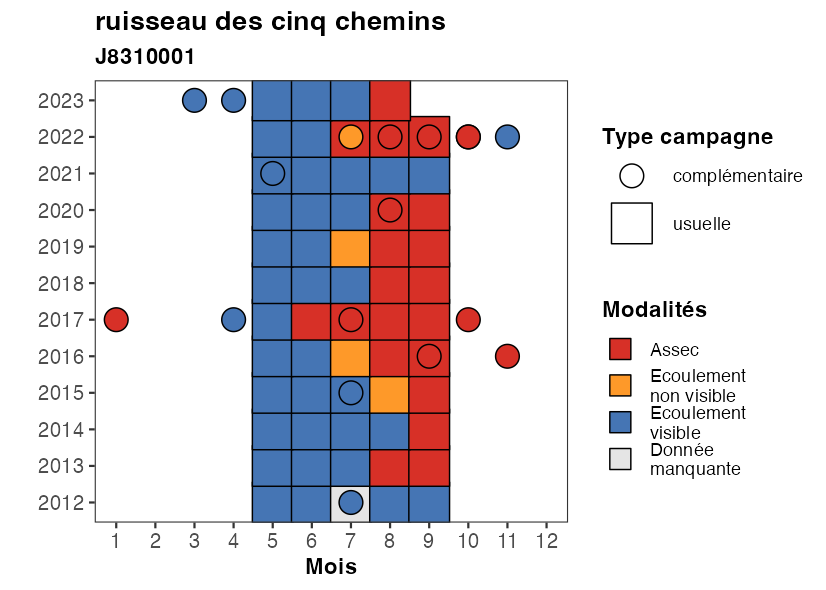 ruisseau des cinq chemins
J8310001
2023
2022
2021
2020
2019
2018
2017
2016
2015
2014
2013
2012
1 2 3 4 5 6 7 8 9 10 11 12
Mois
Type campagne
complémentaire
usuelle
Modalités
Assec
Ecoulement
non visible
Ecoulement
visible
Donnée
manquante